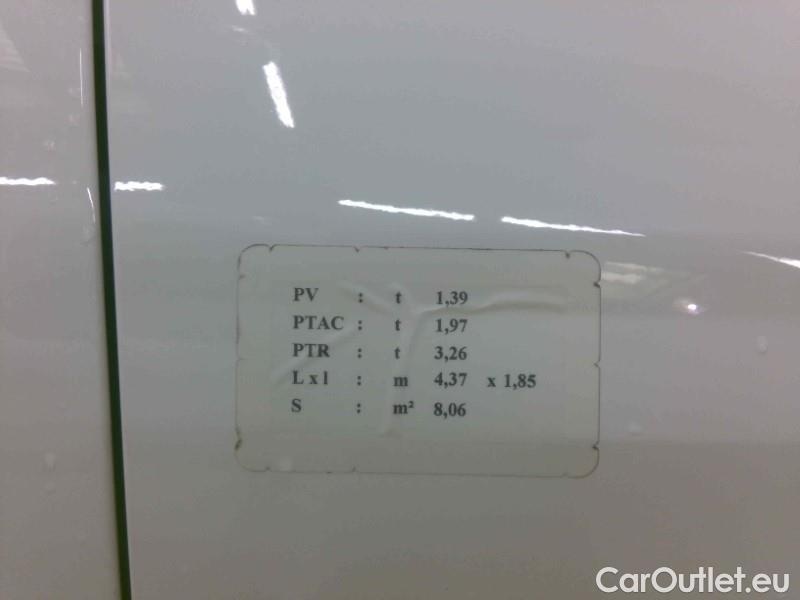 PV : t 1,39
PTAC : t 1,97
PTR : t 3,26
L x l : m 4,37 x 1,85
S : m² 8,06
CarOutlet.eu